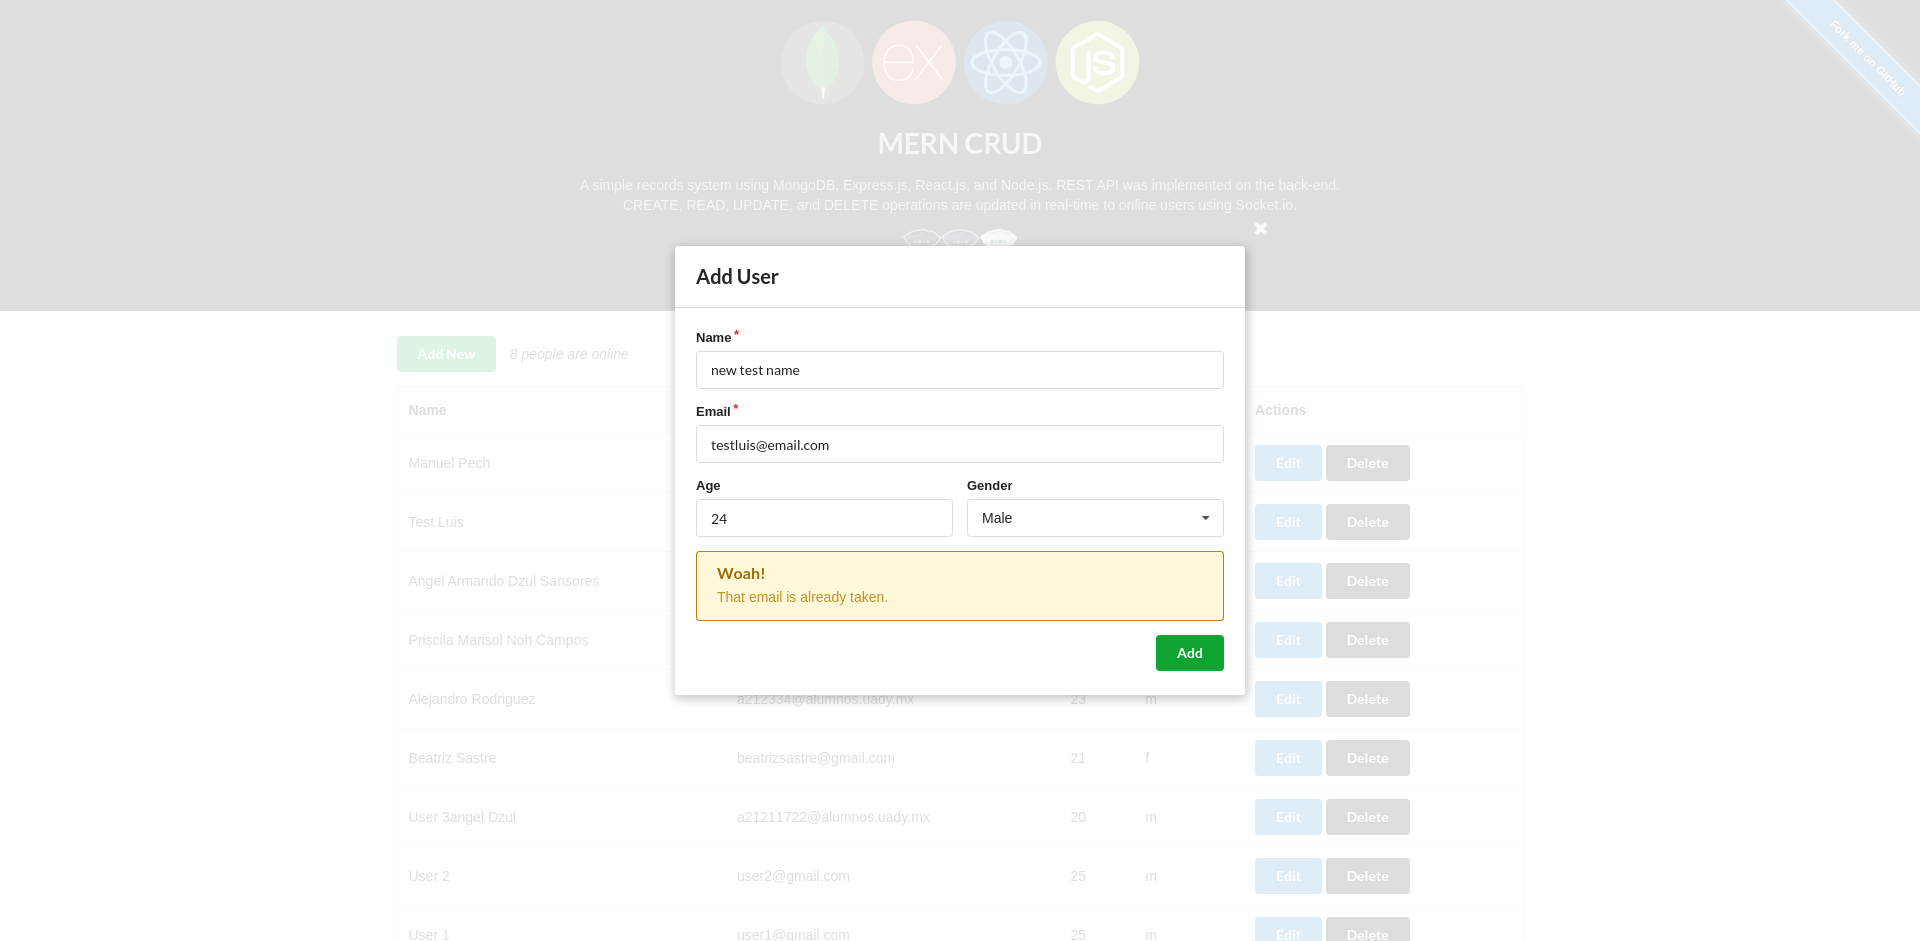 Fork me on GitHub
ex
JS
MERN CRUD
A simple records system using MongoDB, Express.js, React.js, and Node.js. REST API was implemented on the back-end.
CREATE, READ, UPDATE, and DELETE operations are updated in real-time to online users using Socket.io.
Add User
Name*
new test name
Email*
testluis@email.com
Age Gender
24 Male
Woah!
That email is already taken.
Add
Add New 8 people are online
Name Actions
Manuel Pech Edit Delete
Test Luis Edit Delete
Angel Armando Dzul Sansores Edit Delete
Priscila Marisol Noh Campos Edit Delete
Alejandro Rodriguez a212334@alumnos.uady.mx 23 m Edit Delete
Beatriz Sastre beatrizsastre@gmail.com 21 f Edit Delete
User 3angel Dzul a21211722@alumnos.uady.mx 20 m Edit Delete
User 2 user2@gmail.com 25 m Edit Delete
User 1 user1@gmail.com 25 m Edit Delete